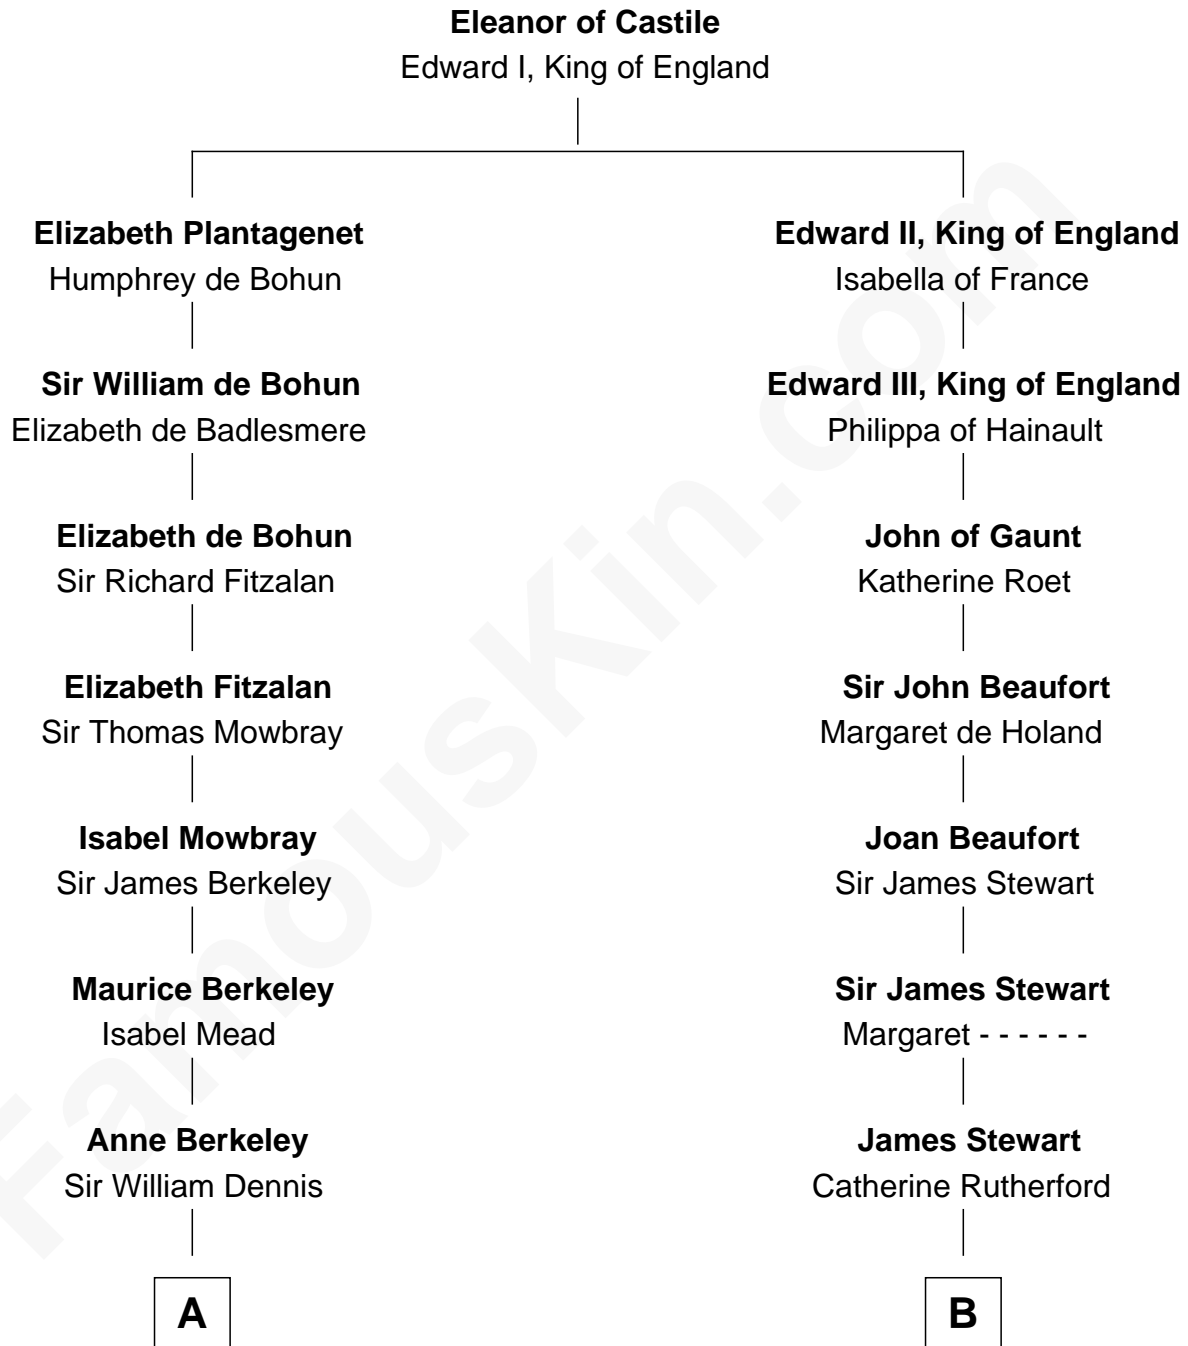 Eleanor of Castile
Edward I, King of England
Elizabeth Plantagenet
Humphrey de Bohun
Edward II, King of England
Isabella of France
Sir William de Bohun
Elizabeth de Badlesmere
Edward III, King of England
Philippa of Hainault
Elizabeth de Bohun
Sir Richard Fitzalan
John of Gaunt
Katherine Roet
Elizabeth Fitzalan
Sir Thomas Mowbray
Sir John Beaufort
Margaret de Holand
Isabel Mowbray
Sir James Berkeley
Joan Beaufort
Sir James Stewart
Maurice Berkeley
Isabel Mead
Sir James Stewart
Margaret - - - - - -
Anne Berkeley
Sir William Dennis
James Stewart
Catherine Rutherford
A
B
FamousKin.com